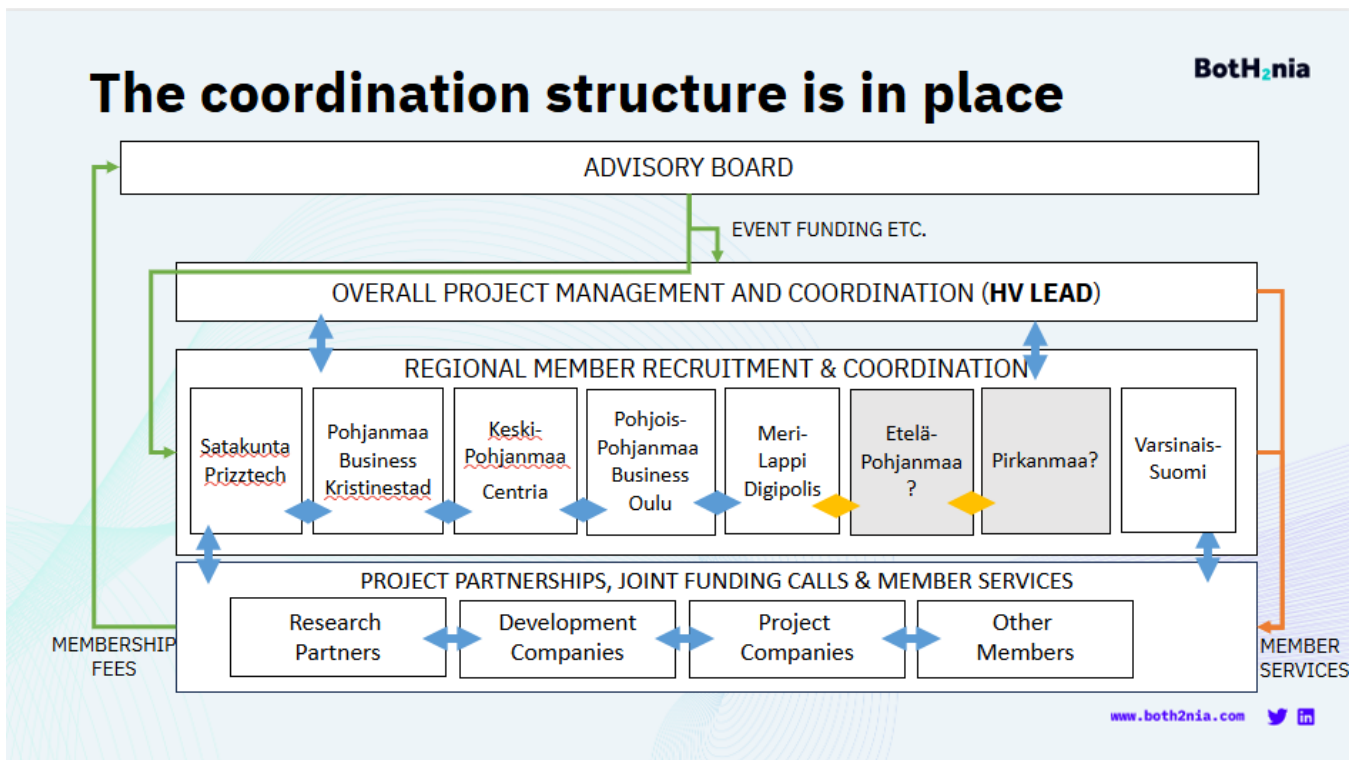 The coordination structure is in place
BotH2nia
ADVISORY BOARD
EVENT FUNDING ETC.
OVERALL PROJECT MANAGEMENT AND COORDINATION (HV LEAD)
REGIONAL MEMBER RECRUITMENT & COORDINATION
Satakunta
Prizztech
Pohjanmaa
Business
Kristinestad
Keski-
Pohjanmaa
Centria
Pohjois-
Pohjanmaa
Business
Oulu
Meri-
Lappi
Digipolis
Etelä-
Pohjanmaa
?
Pirkanmaa?
Varsinais-
Suomi
PROJECT PARTNERSHIPS, JOINT FUNDING CALLS & MEMBER SERVICES
Research
Partners
Development
Companies
Project
Companies
Other
Members
MEMBERSHIP
FEES
MEMBER
SERVICES
www.both2nia.com